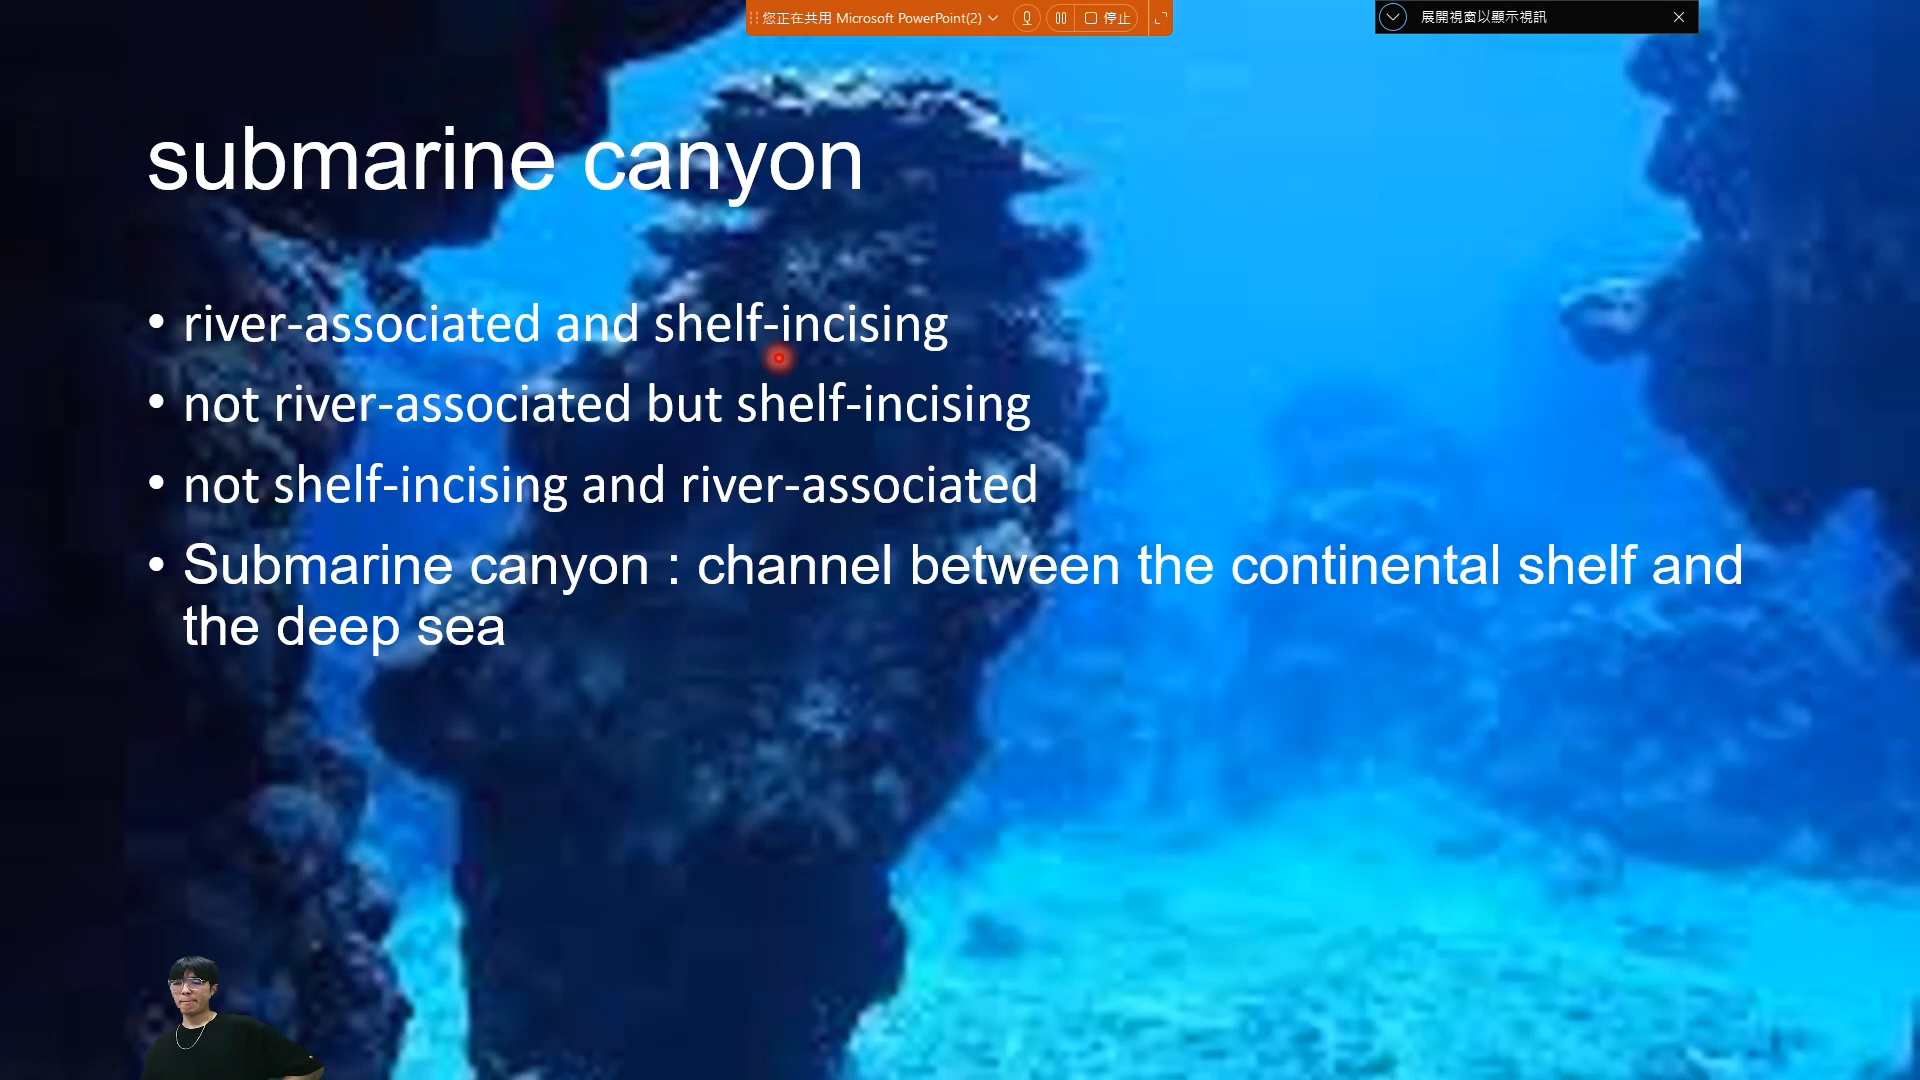 您正在共用 Microsoft PowerPoint(2)
停止
展開視窗以顯示視訊
submarine canyon
• river-associated and shelf-incising
• not river-associated but shelf-incising
• not shelf-incising and river-associated
• Submarine canyon : channel between the continental shelf and
the deep sea